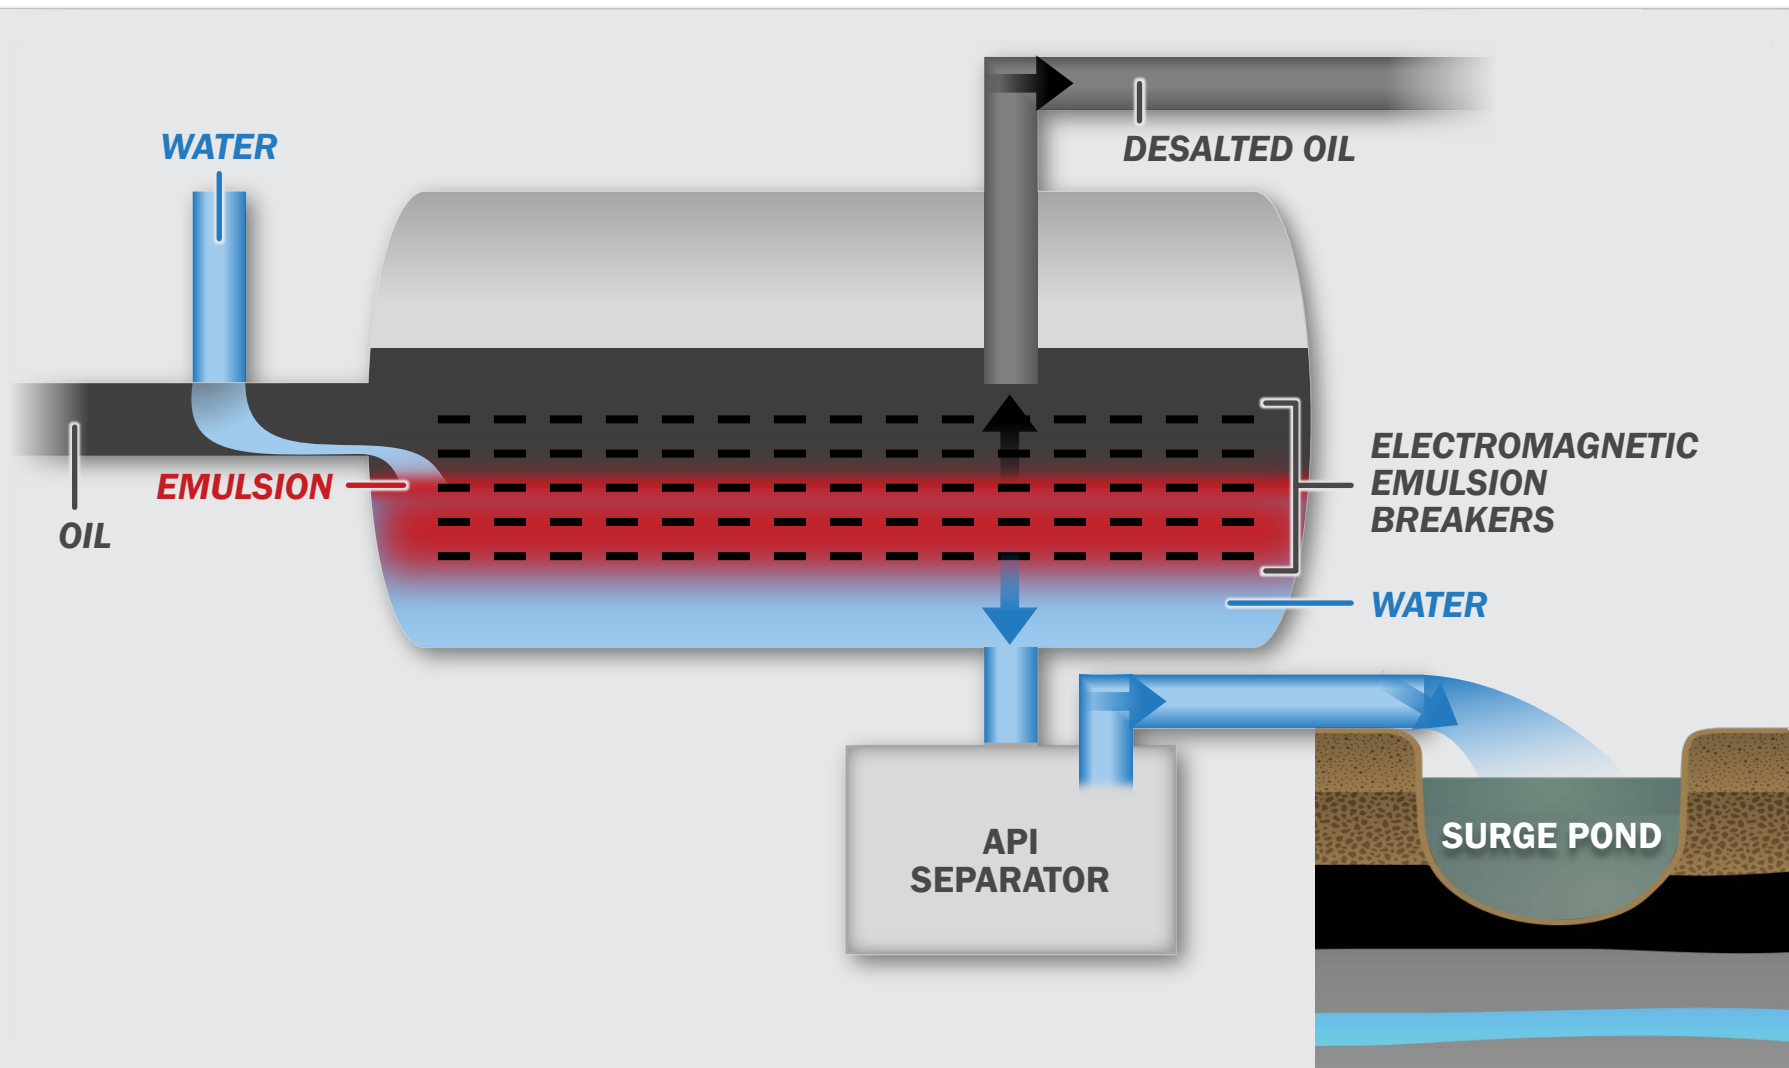 WATER
DESALTED OIL
EMULSION
OIL
ELECTROMAGNETIC
EMULSION
BREAKERS
WATER
API
SEPARATOR
SURGE POND